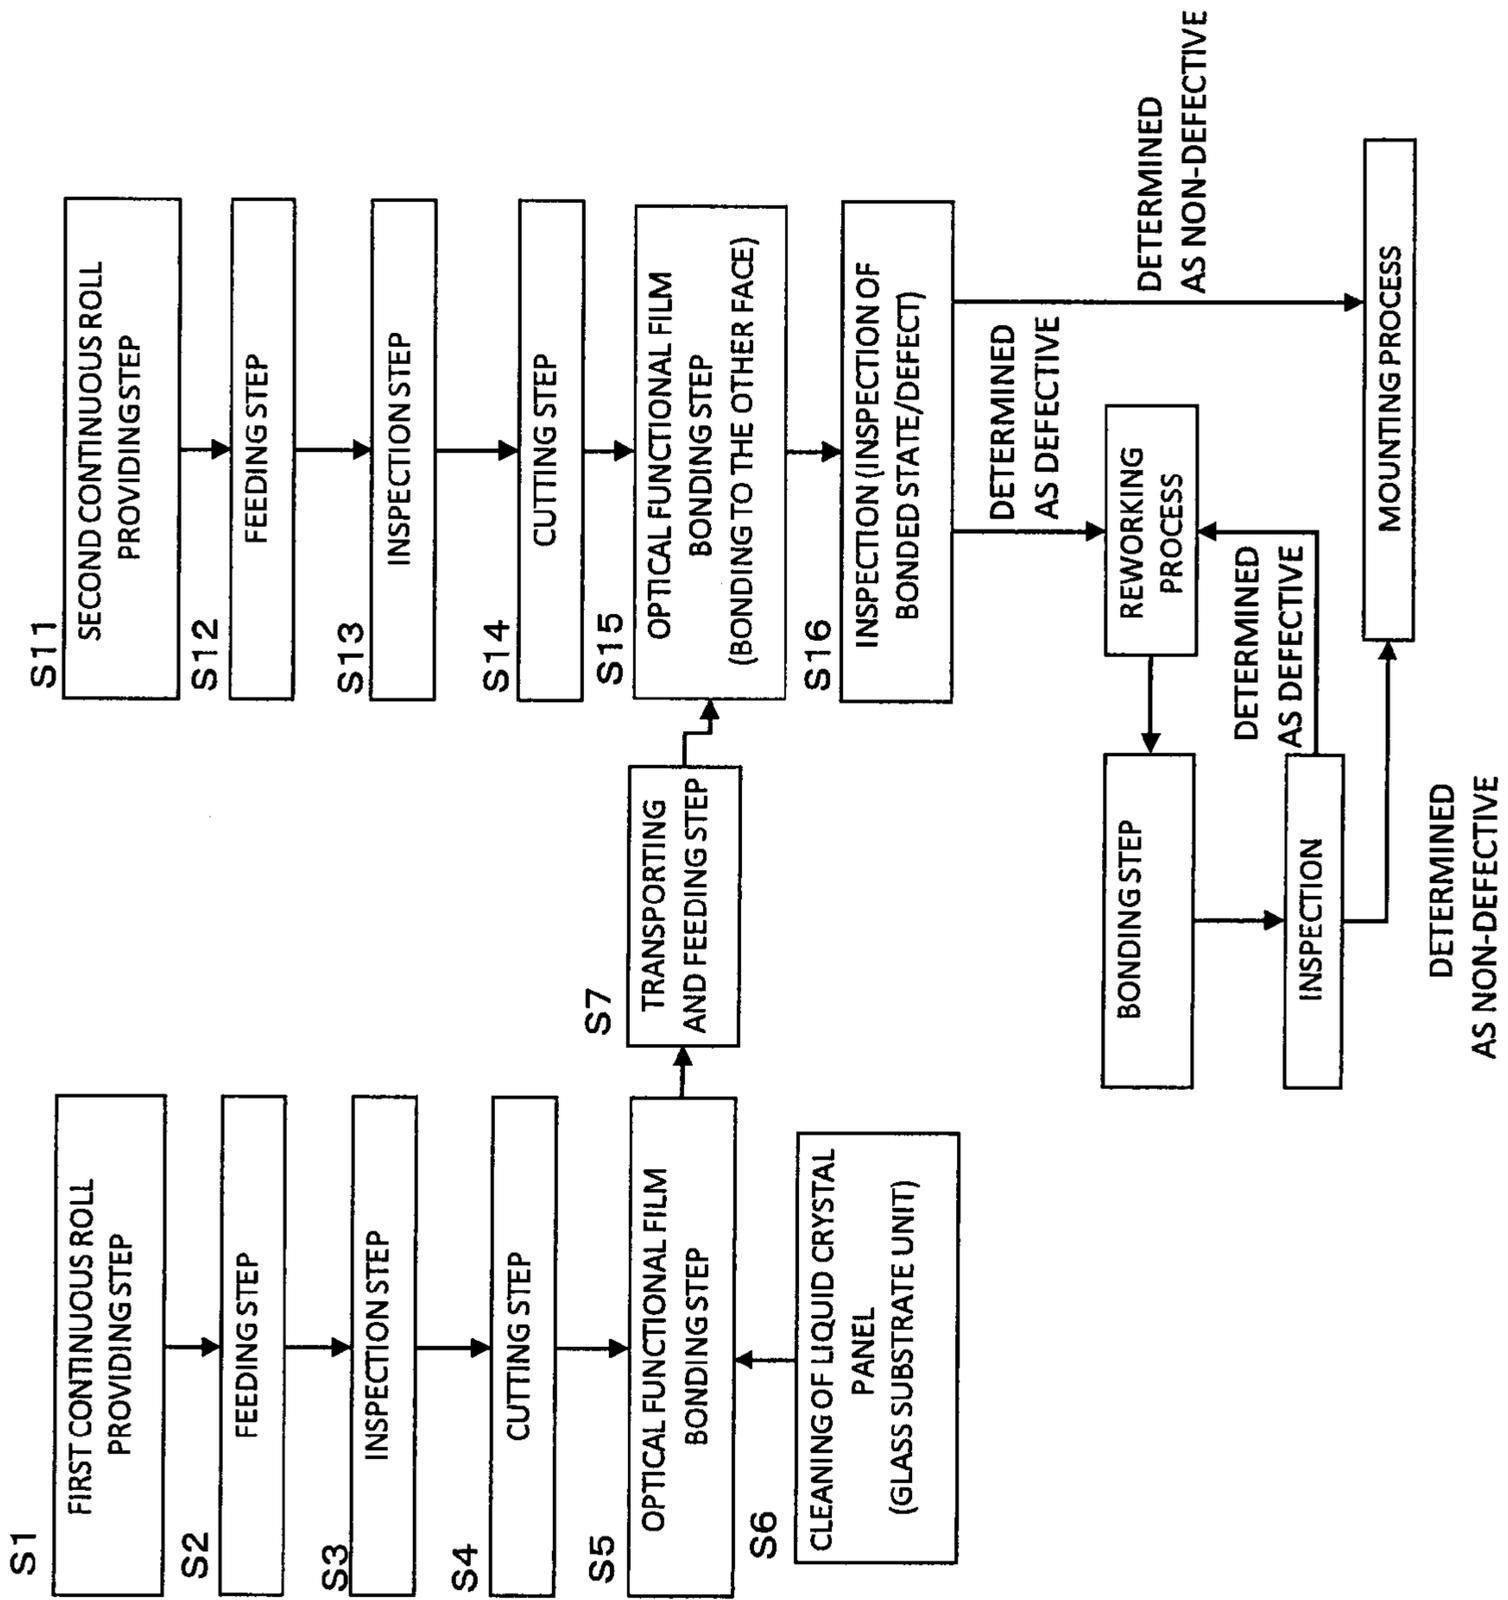 S1
FIRST CONTINUOUS ROLL
PROVIDING STEP
S2
FEEDING STEP
S3
INSPECTION STEP
S4
CUTTING STEP
S5
OPTICAL FUNCTIONAL FILM
BONDING STEP
S6
CLEANING OF LIQUID CRYSTAL
PANEL
(GLASS SUBSTRATE UNIT)
S7
TRANSPORTING
AND FEEDING STEP
S11
SECOND CONTINUOUS ROLL
PROVIDING STEP
S12
FEEDING STEP
S13
INSPECTION STEP
S14
CUTTING STEP
S15
OPTICAL FUNCTIONAL FILM
BONDING STEP
(BONDING TO THE OTHER FACE)
S16
INSPECTION (INSPECTION OF
BONDED STATE/DEFECT)
DETERMINED
AS DEFECTIVE
DETERMINED
AS NON-DEFECTIVE
REWORKING
PROCESS
BONDING STEP
DETERMINED
AS DEFECTIVE
INSPECTION
DETERMINED
AS NON-DEFECTIVE
MOUNTING PROCESS